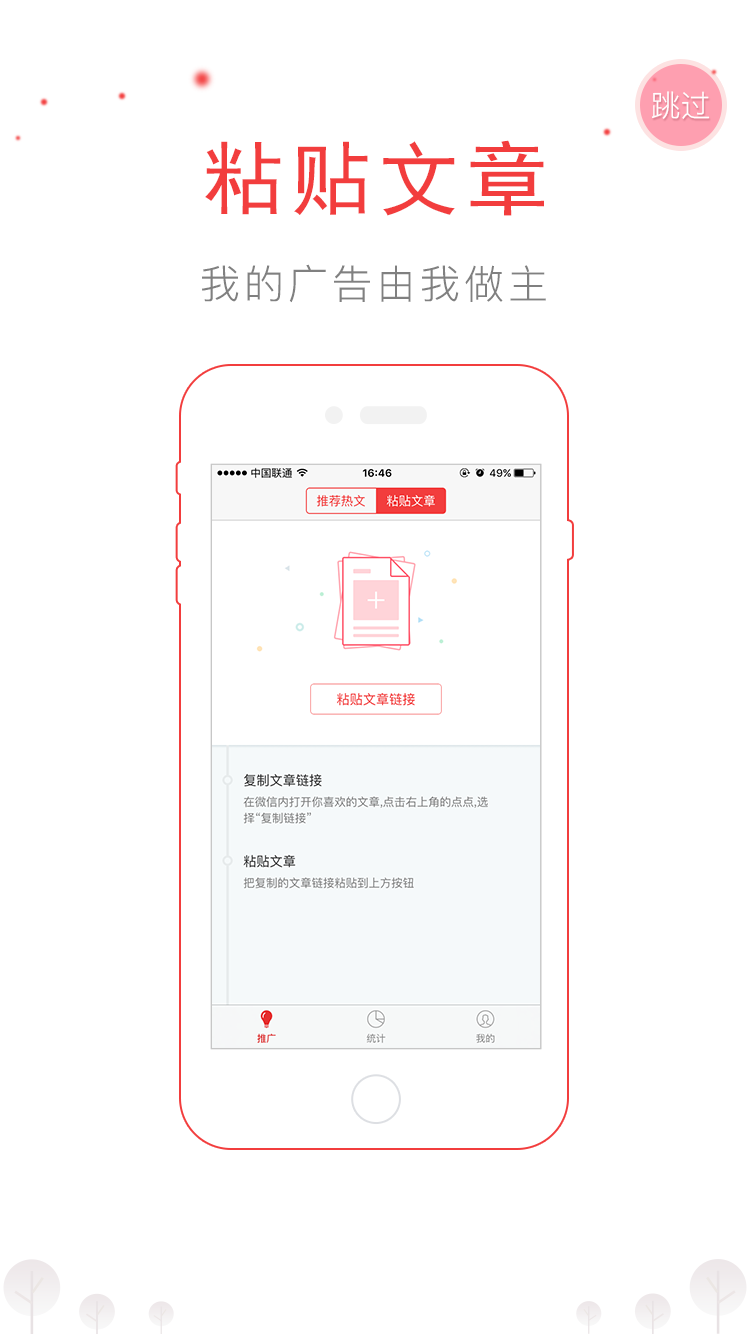 跳过
粘贴文章
我的广告由我做主
中国联通 16:46 49%
推荐热文 粘贴文章
粘贴文章链接
复制文章链接
在微信内打开你喜欢的文章,点击右上角的点点,选
择“复制链接”
粘贴文章
把复制的文章链接粘贴到上方按钮
推广 统计 我的